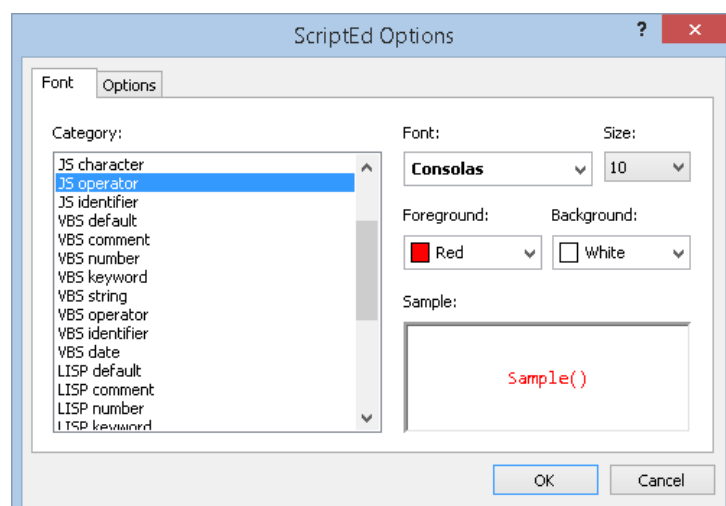 ScriptEd Options
?
Font
Options
Category:
JS character
JS operator
JS identifier
VBS default
VBS comment
VBS number
VBS keyword
VBS string
VBS operator
VBS identifier
VBS date
LISP default
LISP comment
LISP number
LISP keyword
Font:
Size:
Consolas
10
Foreground:
Background:
Red
White
Sample:
Sample()
OK
Cancel